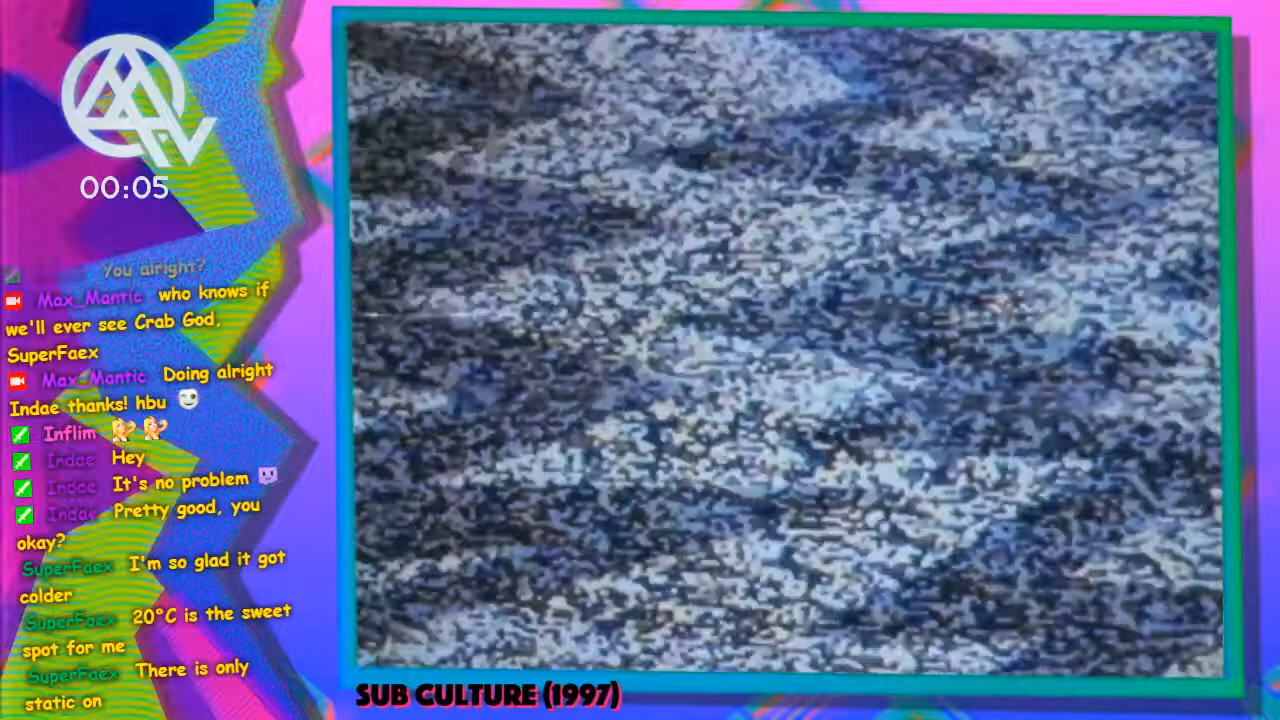 00:05
You alright?
Max_Mantic who knows if
we'll ever see Crab God,
SuperFaex
Max_Mantic Doing alright
Indae thanks! hbu
Inflim
Indae Hey
Indae It's no problem
Indae Pretty good, you
okay?
SuperFaex I'm so glad it got
colder
SuperFaex 20°C is the sweet
spot for me
SuperFaex There is only
static on
SUB CULTURE (1997)